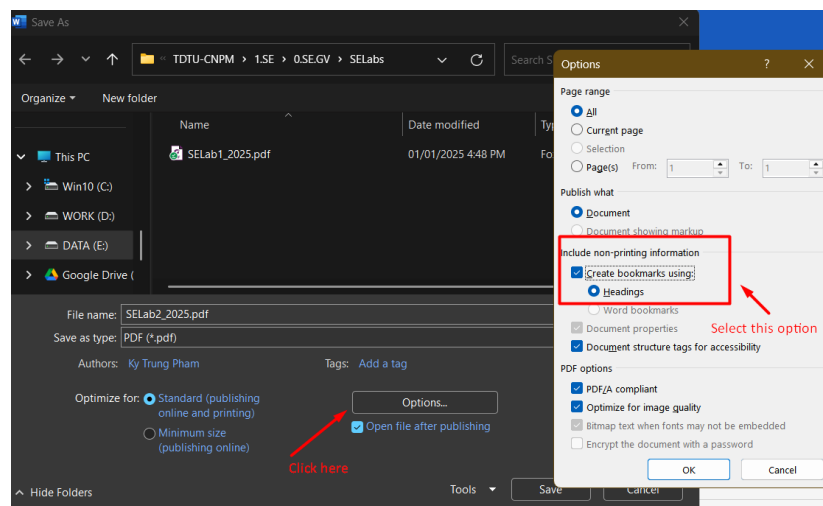 Save As
TDTU-CNPM > 1.SE > 0.SE.GV > SELabs
Search S
Organize
New folder
Name
Date modified
Ty
This PC
SELab1_2025.pdf
01/01/2025 4:48 PM
Fo
Win10 (C:)
WORK (D:)
DATA (E:)
Google Drive (
File name: SELab2_2025.pdf
Save as type: PDF (*.pdf)
Authors: Ky Trung Pham
Tags: Add a tag
Optimize for: Standard (publishing
online and printing)
Minimum size
(publishing online)
Options...
Open file after publishing
Click here
Hide Folders
Tools
Save
Cancel
Options
?
Page range
All
Current page
Selection
Page(s) From: 1 To: 1
Publish what
Document
Document showing markup
Include non-printing information
Create bookmarks using:
Headings
Word bookmarks
Document properties
Select this option
Document structure tags for accessibility
PDF options
PDF/A compliant
Optimize for image quality
Bitmap text when fonts may not be embedded
Encrypt the document with a password
OK
Cancel